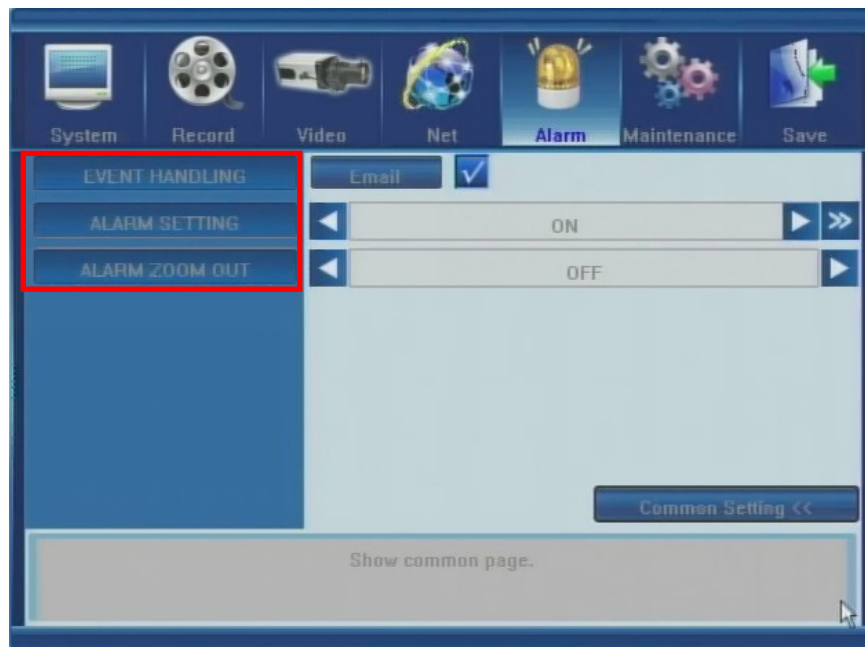 System Record Video Net Alarm Maintenance Save
EVENT HANDLING Email
ALARM SETTING ON
ALARM ZOOM OUT OFF
Common Setting <<
Show common page.